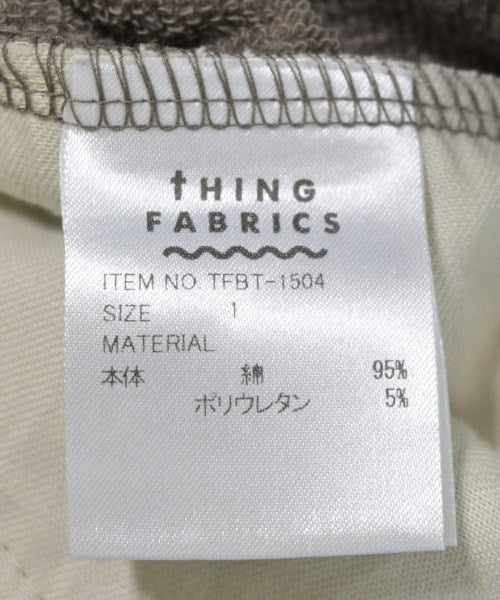 tHING
FABRICS
ITEM NO. TFBT-1504
SIZE 1
MATERIAL
本体 綿 95%
ポリウレタン 5%